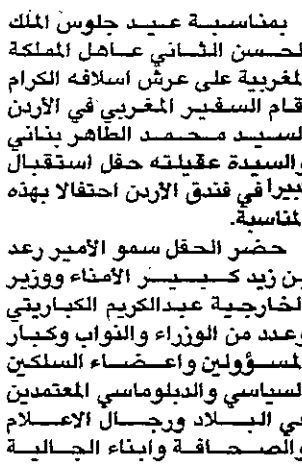 بمناسبة عيد جلوس الملك
الحسن الثاني عاهل المملكة
المغربية على عرش اسلافه الكرام
قام السفير المغربي في الأردن
السيد محمد الطاهر بناني
والسيدة عقيلته حفل استقبال
كبيرا في فندق الأردن احتفالا بهذه
المناسبة.
حضر الحفل سمو الأمير رعد
بن زيد كبير الأمناء ووزير
الخارجية عبدالكريم الكباريتي
وعدد من الوزراء والنواب وكبار
المسؤولين واعضاء السلكين
السياسي والدبلوماسي المعتمدين
في البلاد ورجال الاعلام
والصحافة وابناء الجالية